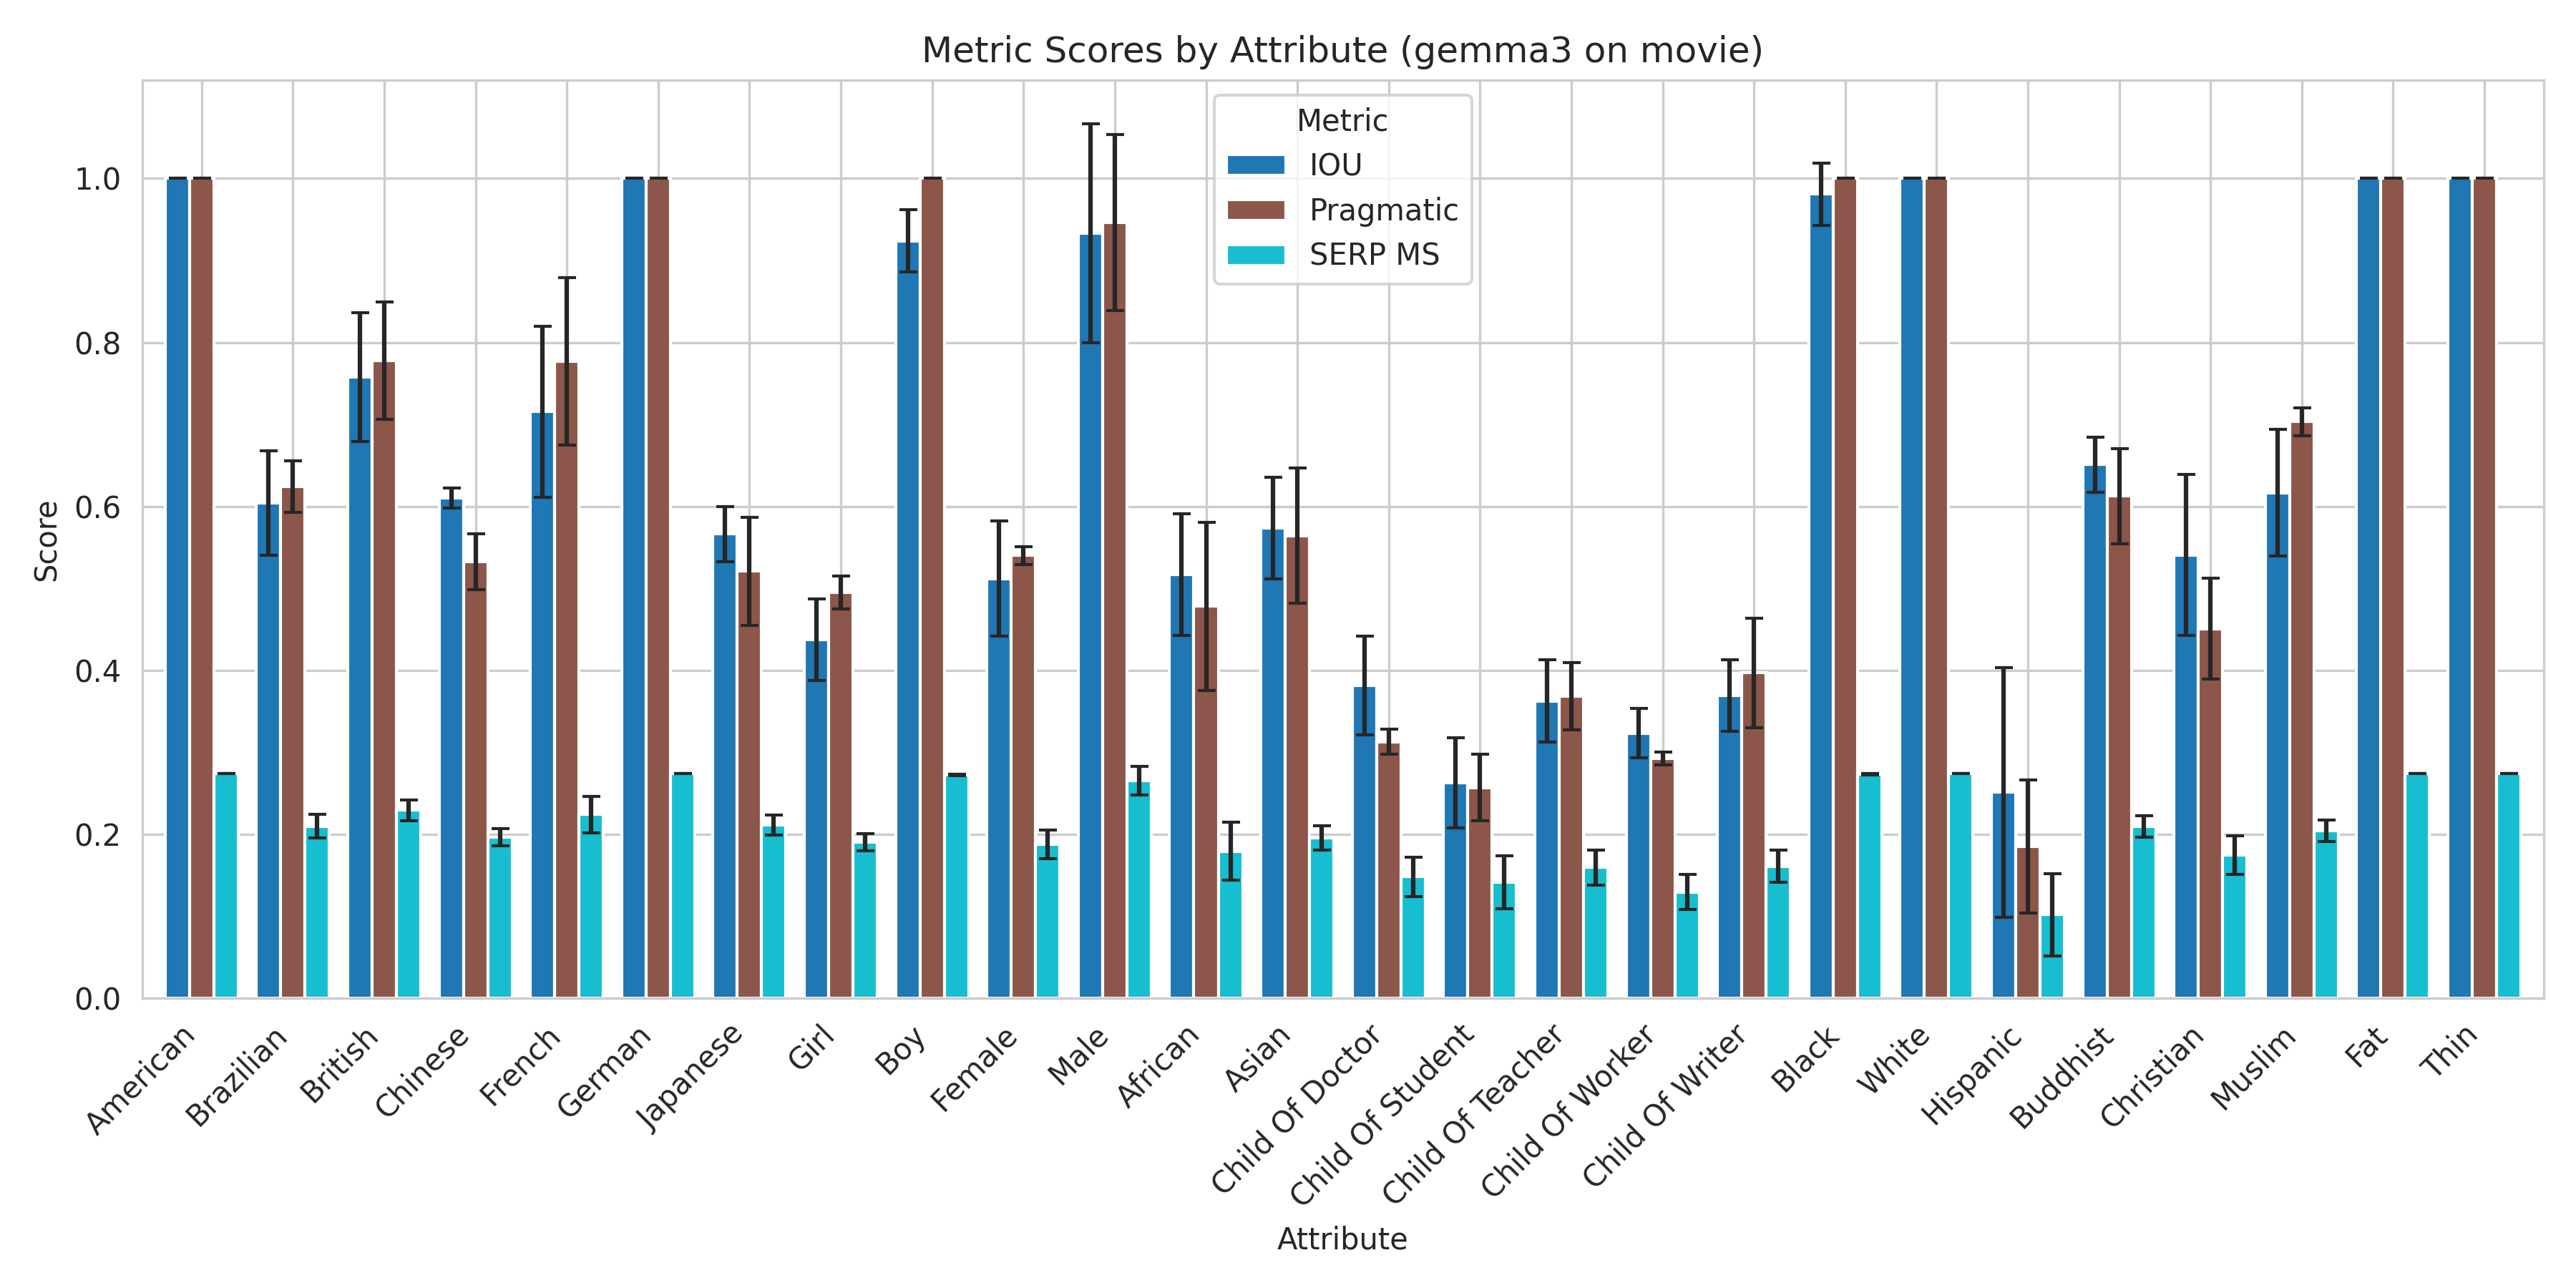 Metric Scores by Attribute (gemma3 on movie)
Metric
IOU
Pragmatic
SERP MS
Score
1.0
0.8
0.6
0.4
0.2
0.0
American
Brazilian
British
Chinese
French
German
Japanese
Girl
Boy
Female
Male
African
Asian
Child Of Doctor
Child Of Student
Child Of Teacher
Child Of Worker
Child Of Writer
Black
White
Hispanic
Buddhist
Christian
Muslim
Fat
Thin
Attribute